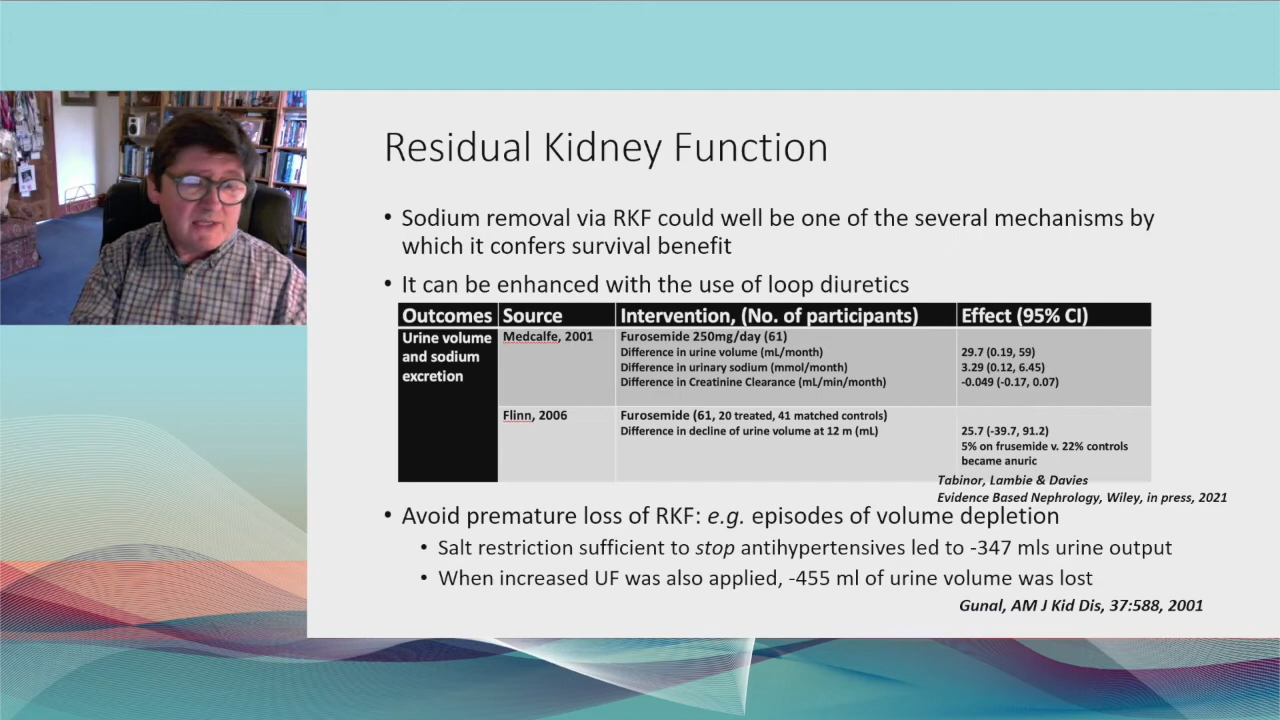 Residual Kidney Function
• Sodium removal via RKF could well be one of the several mechanisms by
which it confers survival benefit
• It can be enhanced with the use of loop diuretics
Outcomes Source Intervention, (No. of participants) Effect (95% CI)
Urine volume Medcalfe, 2001 Furosemide 250mg/day (61)
and sodium Difference in urine volume (mL/month) 29.7 (0.19, 59)
excretion Difference in urinary sodium (mmol/month) 3.29 (0.12, 6.45)
Difference in Creatinine Clearance (mL/min/month) -0.049 (-0.17, 0.07)
Flinn, 2006 Furosemide (61, 20 treated, 41 matched controls)
Difference in decline of urine volume at 12 m (mL) 25.7 (-39.7, 91.2)
5% on frusemide v. 22% controls
became anuric
Tabinor, Lambie & Davies
Evidence Based Nephrology, Wiley, in press, 2021
• Avoid premature loss of RKF: e.g. episodes of volume depletion
• Salt restriction sufficient to stop antihypertensives led to -347 mls urine output
• When increased UF was also applied, -455 ml of urine volume was lost
Gunal, AM J Kid Dis, 37:588, 2001